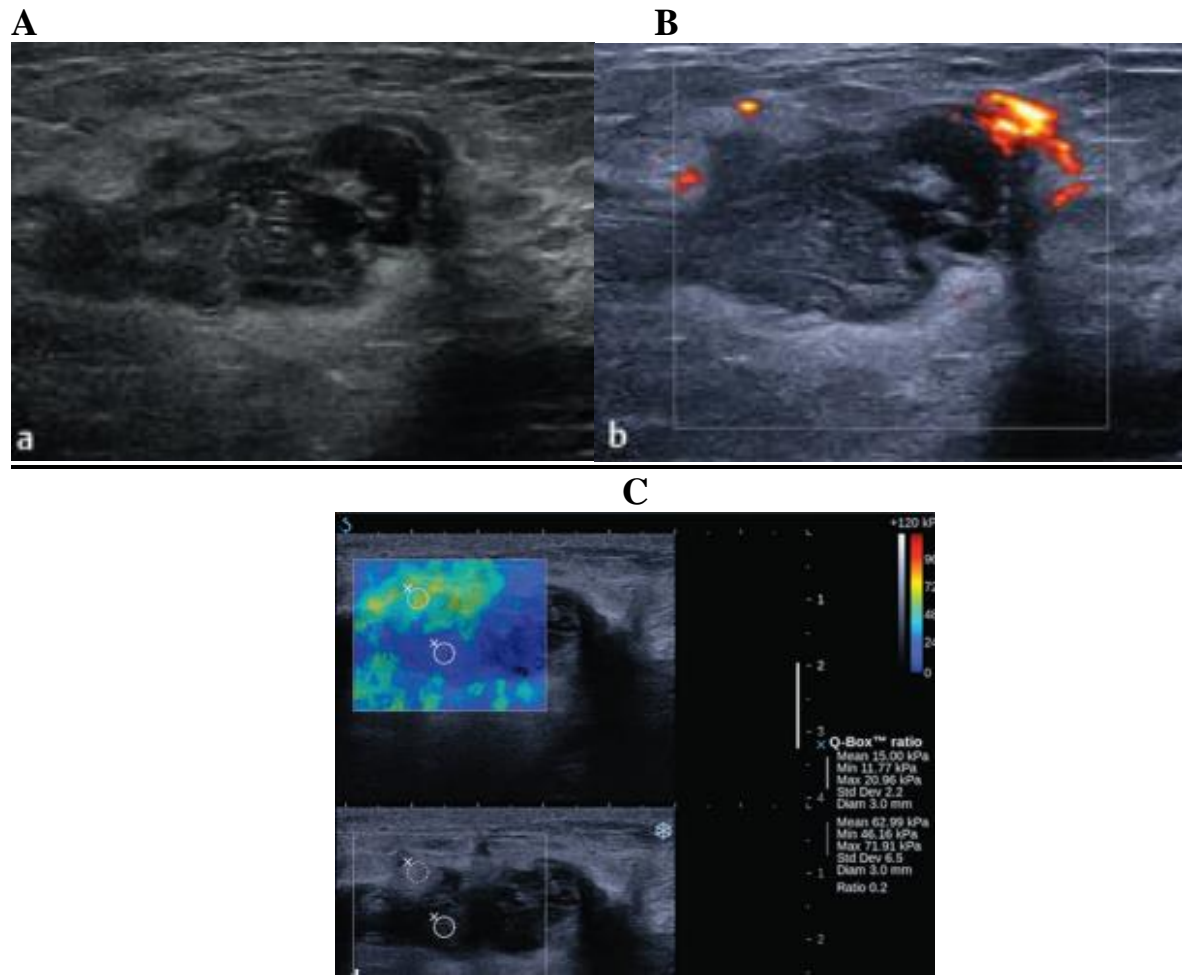 A
B
a
b
C
+120 kP
96
72
48
24
0
1
2
3
4
Q-Box™ ratio
Mean 15.00 kPa
Min 11.77 kPa
Max 20.96 kPa
Std Dev 2.2
Diam 3.0 mm
Mean 62.99 kPa
Min 46.16 kPa
Max 71.91 kPa
Std Dev 6.5
Diam 3.0 mm
Ratio 0.2
1
2